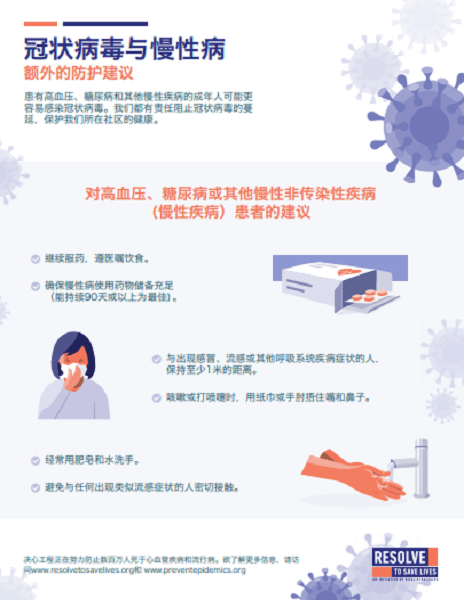 冠状病毒与慢性病
额外的防护建议
患有高血压、糖尿病和其他慢性疾病的成年人可能更
容易感染冠状病毒。我们都有责任阻止冠状病毒的蔓
延，保护我们所在社区的健康。
对高血压、糖尿病或其他慢性非传染性疾病
(慢性疾病) 患者的建议
继续服药，遵医嘱饮食。
确保慢性病使用药物储备充足
(能持续90天或以上为最佳)。
与出现感冒、流感或其他呼吸系统疾病症状的人，
保持至少1米的距离。
咳嗽或打喷嚏时，用纸巾或手肘捂住嘴和鼻子。
经常用肥皂和水洗手。
避免与任何出现类似流感症状的人密切接触。
决心工程正在努力防止数百万人死于心血管疾病和流行病。欲了解更多信息，请访
问www.resolvetosavelives.org和 www.preventepidemics.org
RESOLVE
TO SAVE LIVES